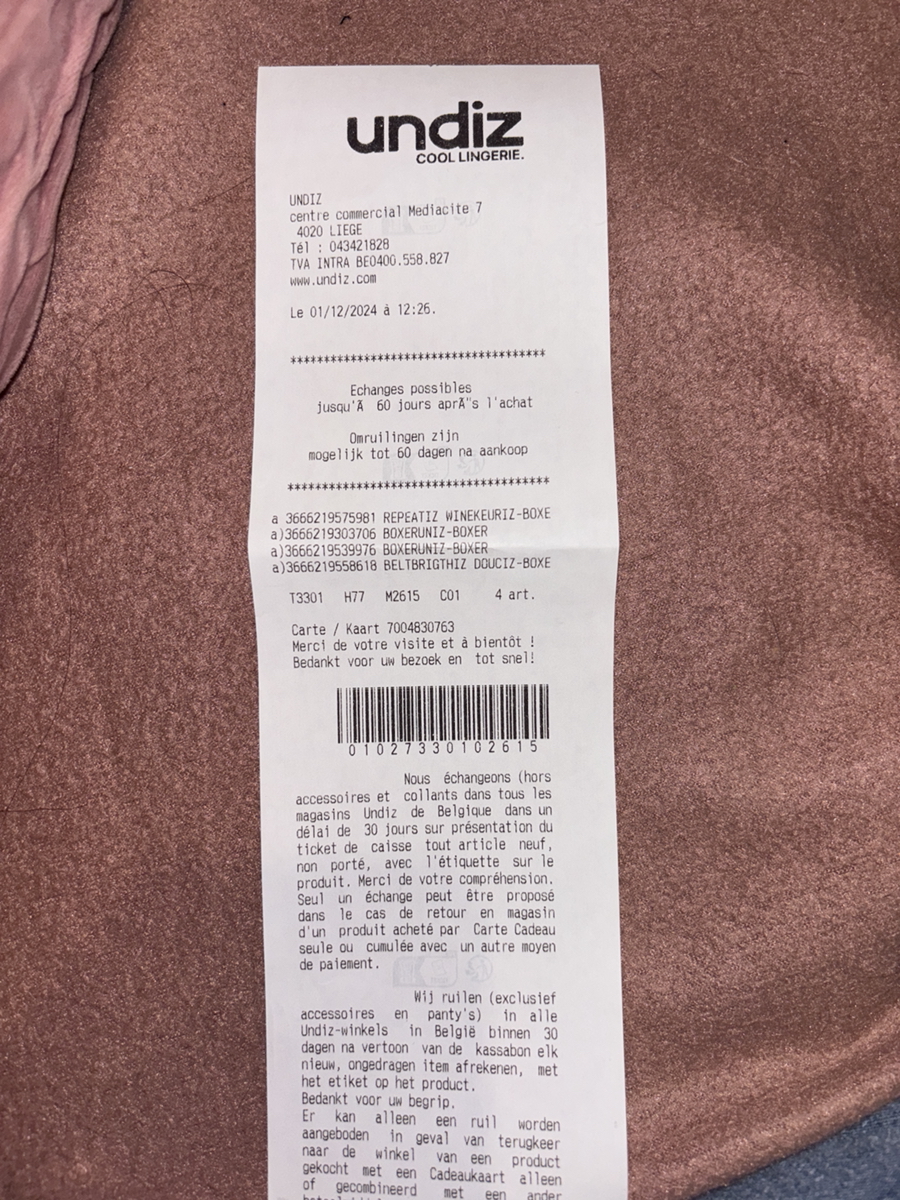 undiz
COOL LINGERIE.
UNDIZ
centre commercial Mediacite 7
4020 LIEGE
Tél : 043421828
TVA INTRA BE0400.558.827
www.undiz.com
Le 01/12/2024 à 12:26.
**************************************
Echanges possibles
jusqu'Ã 60 jours aprÃ¨s l'achat
Omruilingen zijn
mogelijk tot 60 dagen na aankoop
***************************************
a 3666219575981 REPEATIZ WINEKEURIZ-BOXE
a)3666219303706 BOXERUNIZ-BOXER
a)3666219539976 BOXERUNIZ-BOXER
a)3666219558618 BELTBRIGTHIZ DOUCIZ-BOXE
T3301 H77 M2615 C01 4 art.
Carte / Kaart 7004830763
Merci de votre visite et à bientôt !
Bedankt voor uw bezoek en tot snel!
01027330102615
Nous échangeons (hors
accessoires et collants dans tous les
magasins Undiz de Belgique dans un
délai de 30 jours sur présentation du
ticket de caisse tout article neuf,
non porté, avec l'étiquette sur le
produit. Merci de votre compréhension.
Seul un échange peut être proposé
dans le cas de retour en magasin
d'un produit acheté par Carte Cadeau
seule ou cumulée avec un autre moyen
de paiement.
Wij ruilen (exclusief
accessoires en panty's) in alle
Undiz-winkels in België binnen 30
dagen na vertoon van de kassabon elk
nieuw, ongedragen item afrekenen, met
het etiket op het product.
Bedankt voor uw begrip.
Er kan alleen een ruil worden
aangeboden in geval van terugkeer
naar de winkel van een product
gekocht met een Cadeaukaart alleen
of gecombineerd met een ander